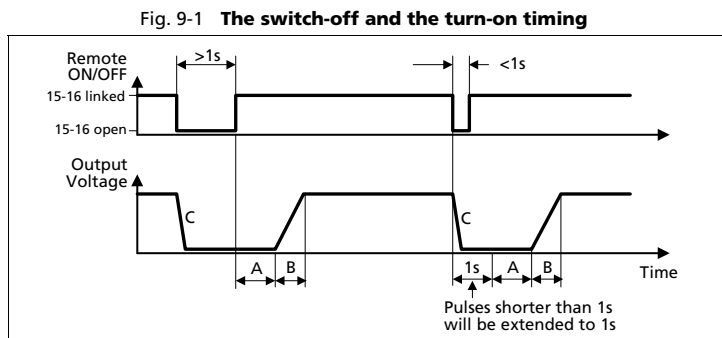 Fig. 9-1 The switch-off and the turn-on timing
Remote
ON/OFF
>1s
<1s
15-16 linked
15-16 open
Output
Voltage
C
C
A
B
1s
A
B
Time
Pulses shorter than 1s
will be extended to 1s